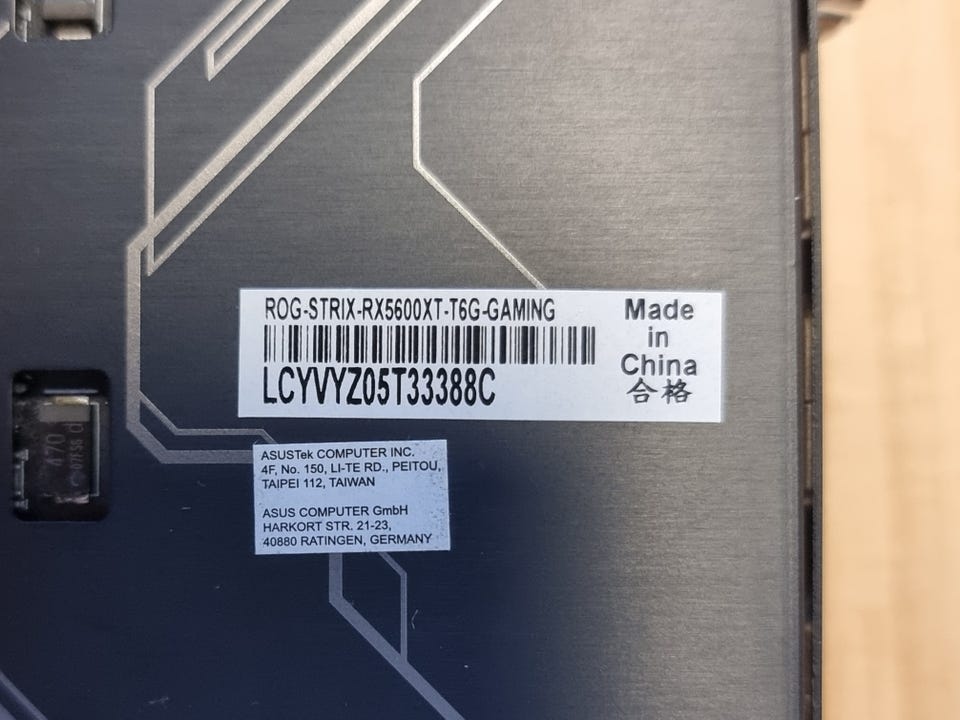 ROG-STRIX-RX5600XT-T6G-GAMING
LCYVYZ05T33388C
Made
in
China
合格
ASUSTek COMPUTER INC.
4F, No. 150, LI-TE RD., PEITOU,
TAIPEI 112, TAIWAN
ASUS COMPUTER GmbH
HARKORT STR. 21-23,
40880 RATINGEN, GERMANY
470